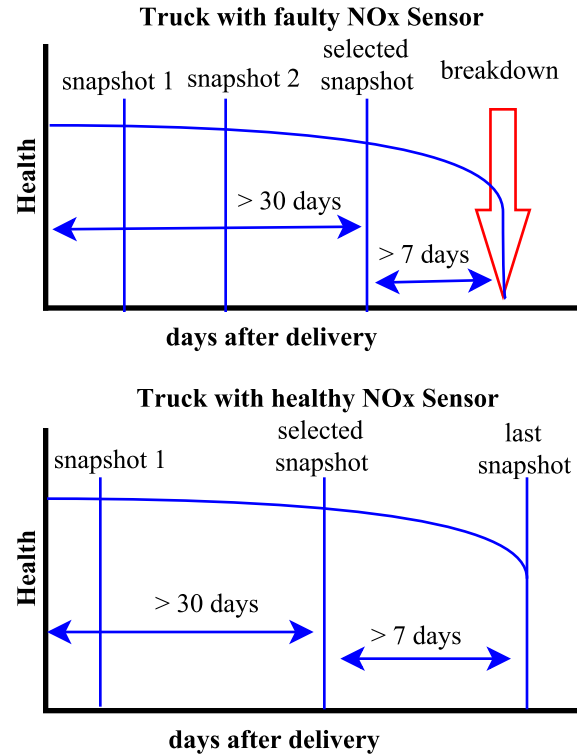 Truck with faulty NOx Sensor
snapshot 1
snapshot 2
selected
snapshot
breakdown
Health
> 30 days
> 7 days
days after delivery
Truck with healthy NOx Sensor
snapshot 1
selected
snapshot
last
snapshot
Health
> 30 days
> 7 days
days after delivery